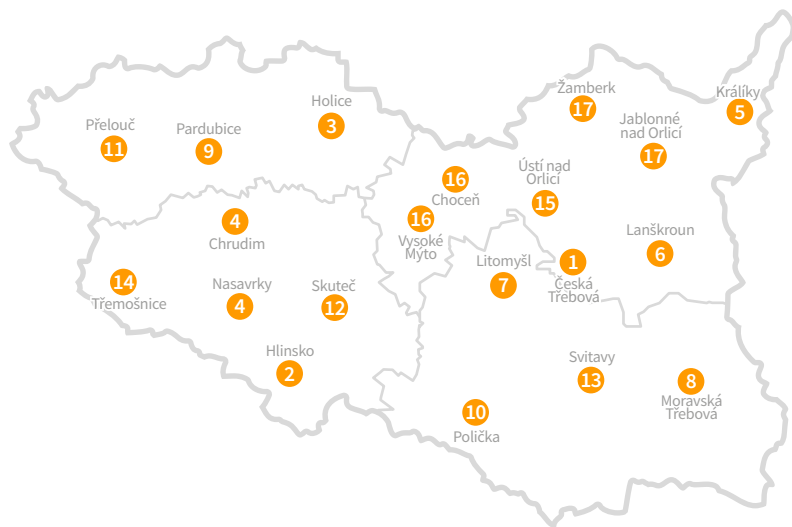 Žamberk
17
Králíky
5
Holice
3
Jablonné
nad Orlicí
17
Přelouč
11
Pardubice
9
Ústí nad
Orlicí
15
16
Choceň
16
Vysoké
Mýto
4
Chrudim
Lanškroun
6
Litomyšl
7
1
Česká
Třebová
14
Třemošnice
Nasavrky
4
Skuteč
12
Hlinsko
2
Svitavy
13
8
Moravská
Třebová
10
Polička